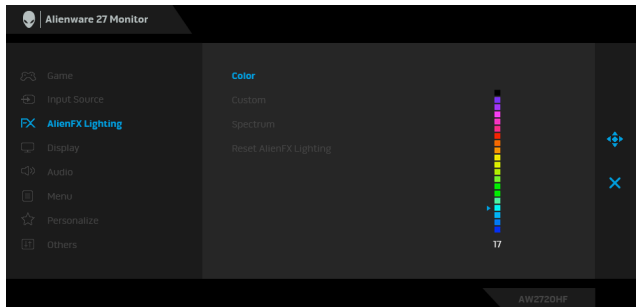 Alienware 27 Monitor
Game
Input Source
AlienFX Lighting
Display
Audio
Menu
Personalize
Others
Color
Custom
Spectrum
Reset AlienFX Lighting
17
AW2720HF